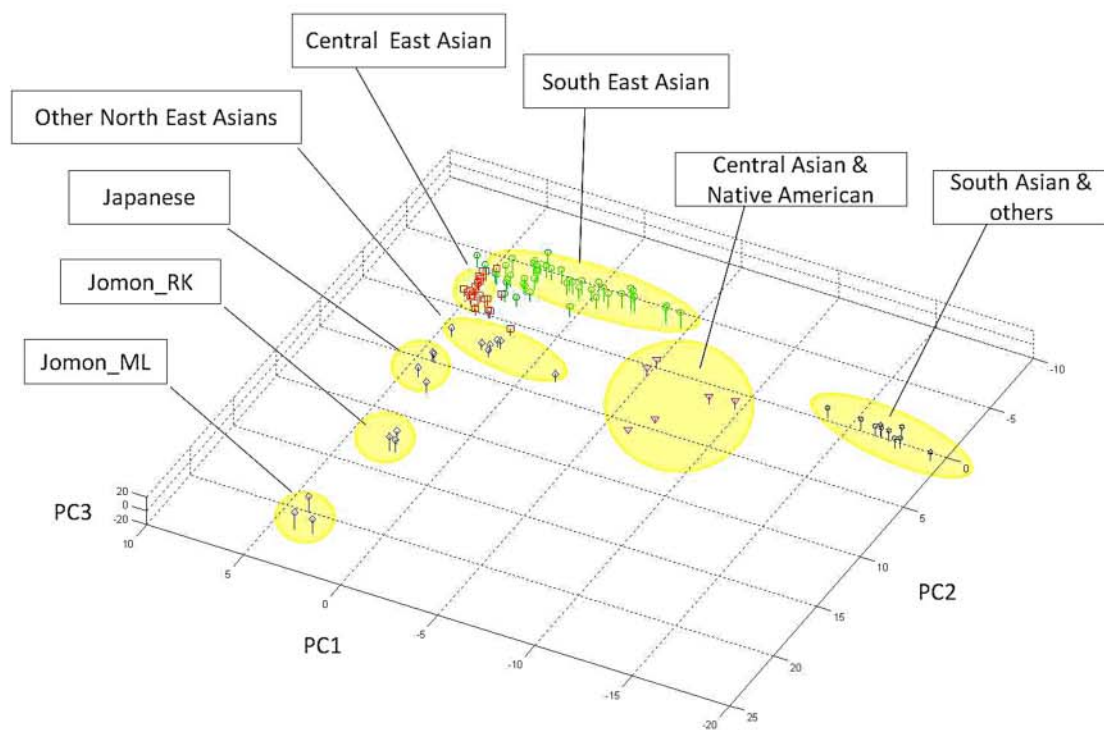 Central East Asian
South East Asian
Other North East Asians
Central Asian &
Native American
South Asian &
others
Japanese
Jomon_RK
Jomon_ML
PC3
20
0
-20
10
5
0
-5
-10
-15
-20
PC1
-10
-5
0
5
10
15
20
25
PC2